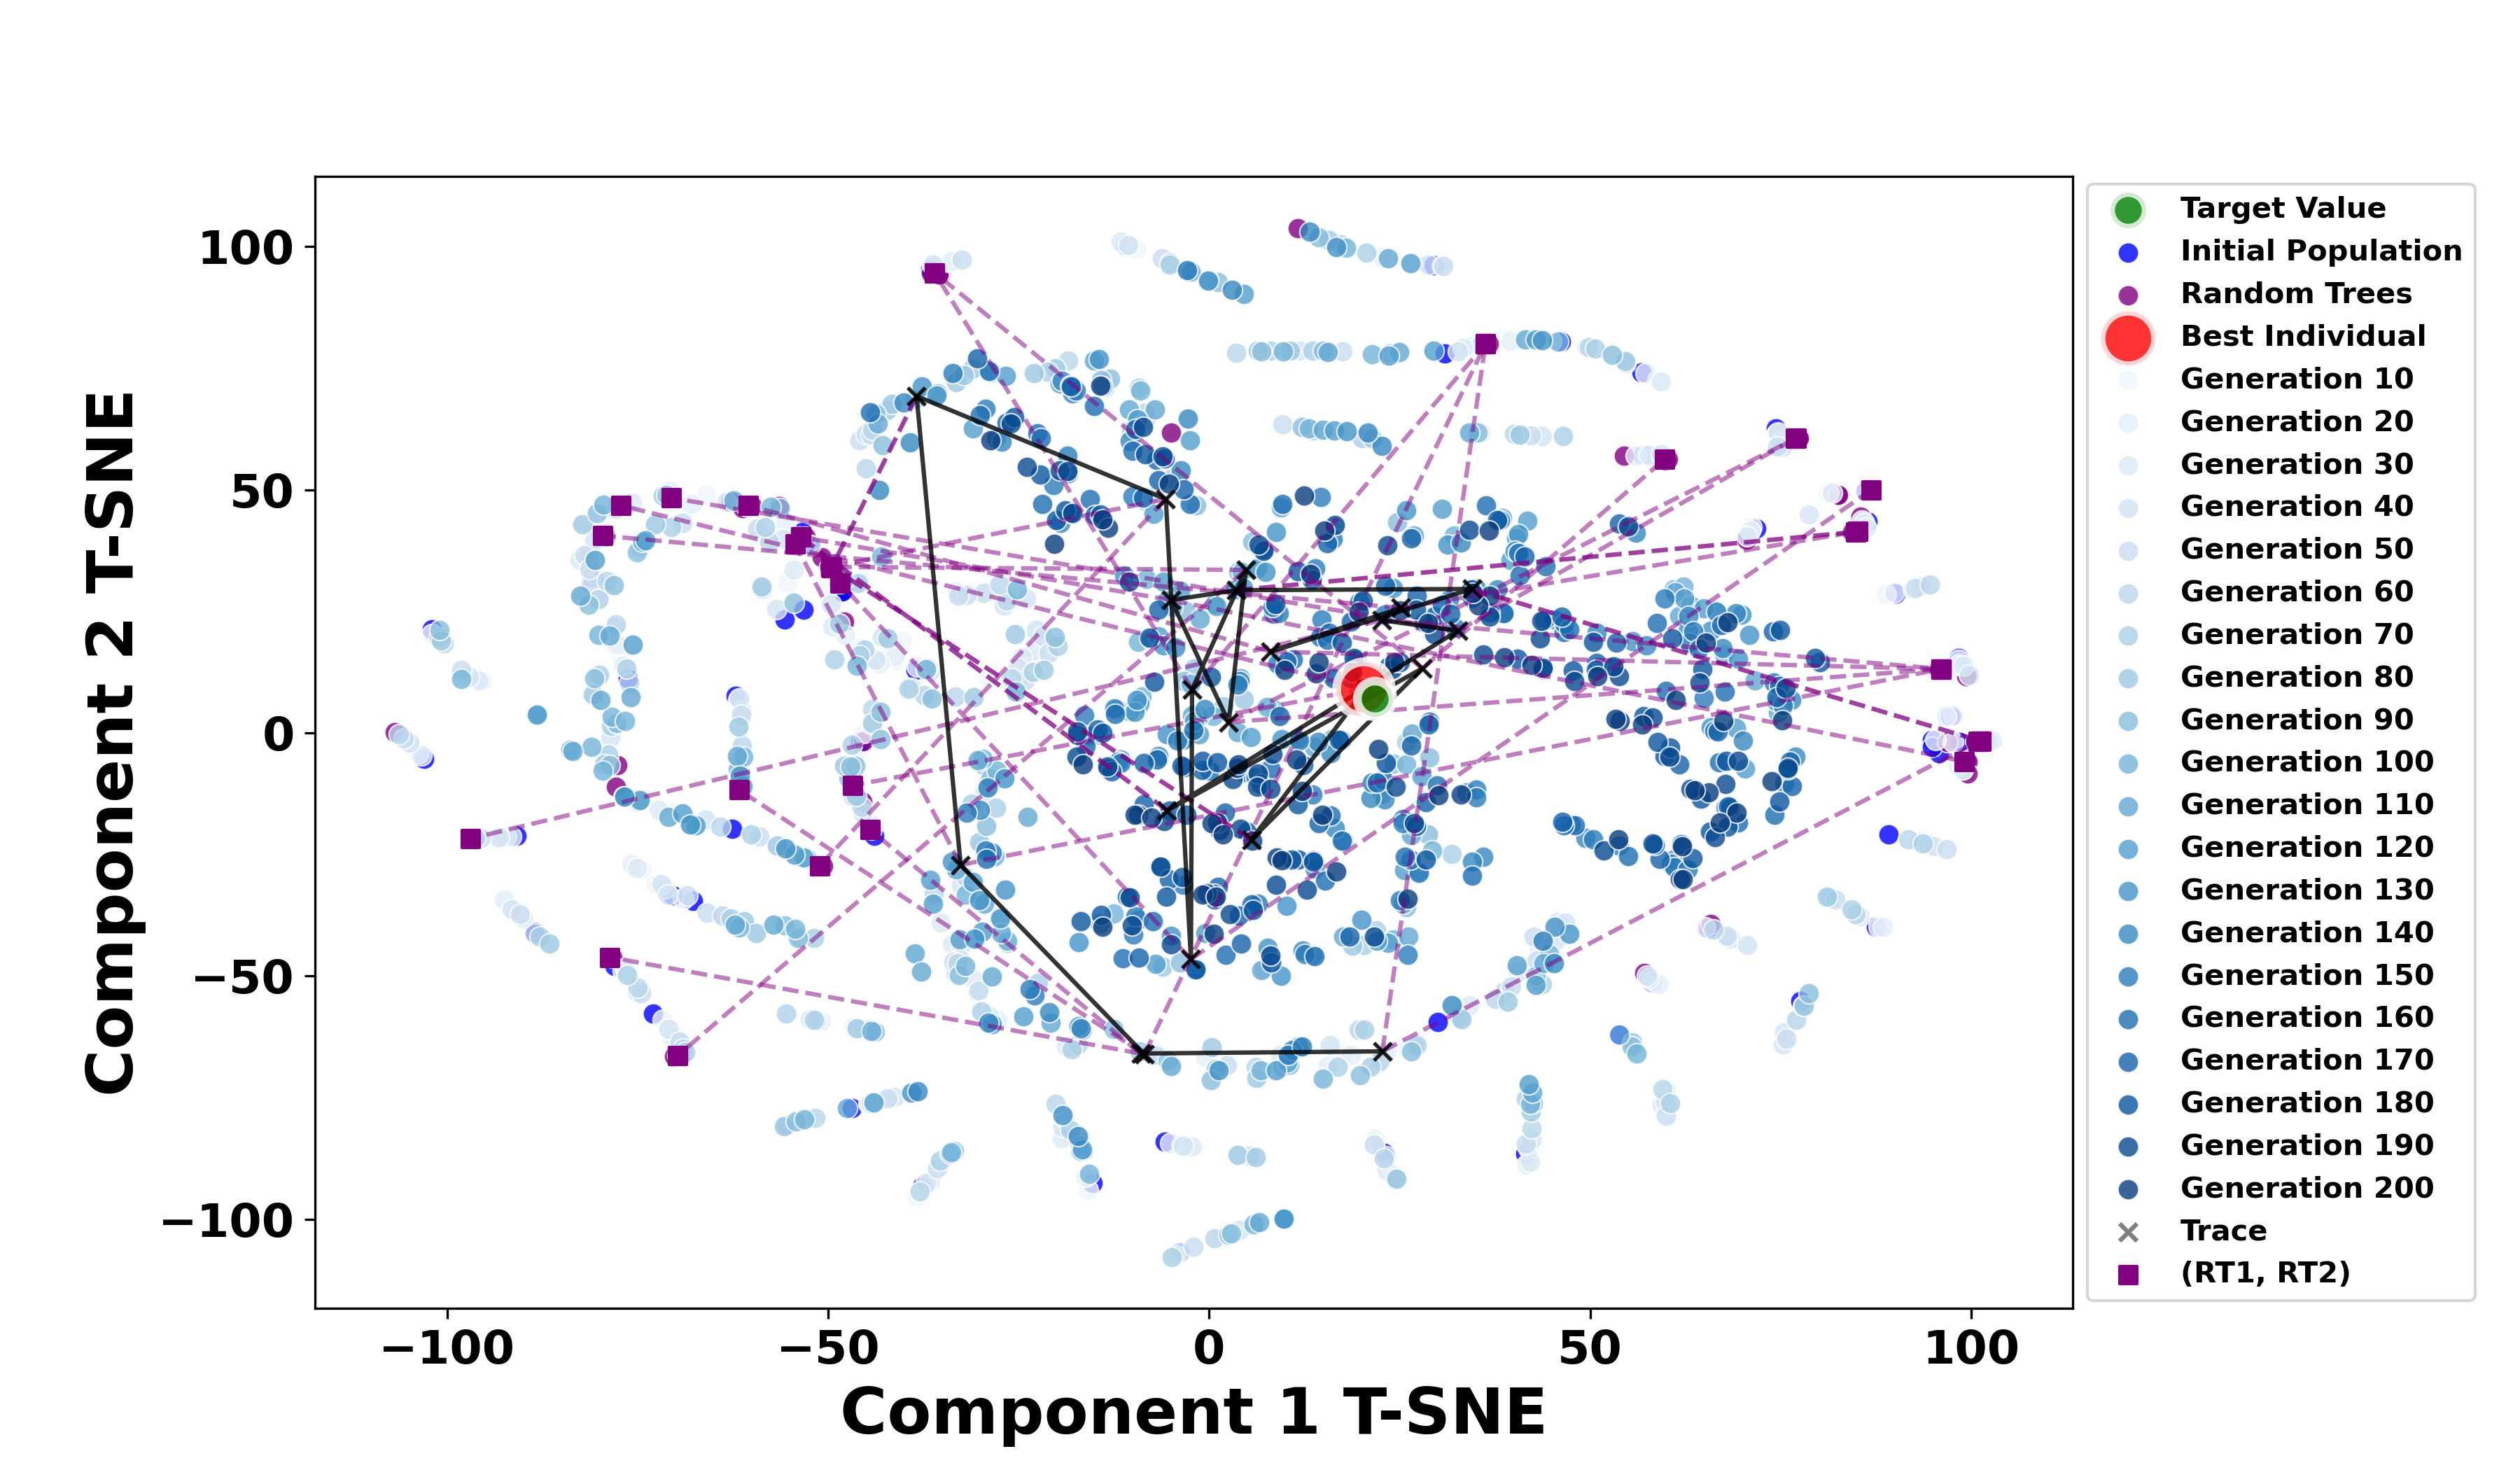 Component 2 T-SNE
100
50
0
−50
−100
−100
−50
0
50
100
Component 1 T-SNE
Target Value
Initial Population
Random Trees
Best Individual
Generation 10
Generation 20
Generation 30
Generation 40
Generation 50
Generation 60
Generation 70
Generation 80
Generation 90
Generation 100
Generation 110
Generation 120
Generation 130
Generation 140
Generation 150
Generation 160
Generation 170
Generation 180
Generation 190
Generation 200
Trace
(RT1, RT2)